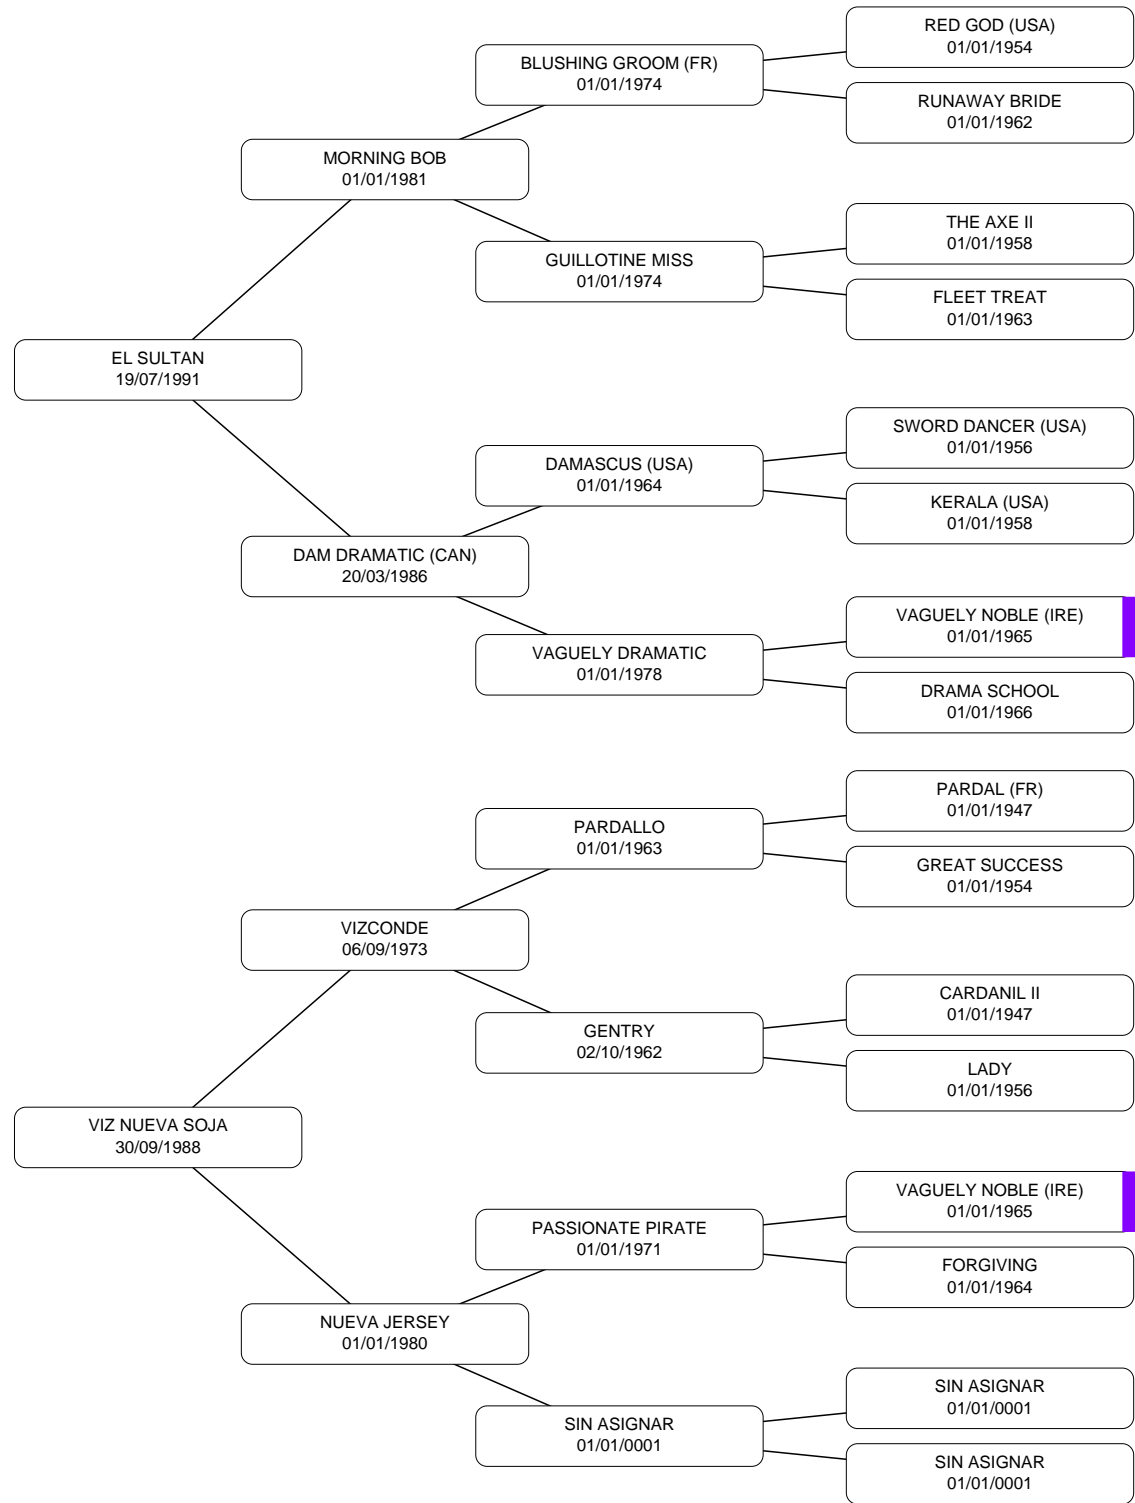 RED GOD (USA)
01/01/1954
BLUSHING GROOM (FR)
01/01/1974
RUNAWAY BRIDE
01/01/1962
MORNING BOB
01/01/1981
THE AXE II
01/01/1958
GUILLOTINE MISS
01/01/1974
FLEET TREAT
01/01/1963
EL SULTAN
19/07/1991
SWORD DANCER (USA)
01/01/1956
DAMASCUS (USA)
01/01/1964
KERALA (USA)
01/01/1958
DAM DRAMATIC (CAN)
20/03/1986
VAGUELY NOBLE (IRE)
01/01/1965
VAGUELY DRAMATIC
01/01/1978
DRAMA SCHOOL
01/01/1966
PARDAL (FR)
01/01/1947
PARDALLO
01/01/1963
GREAT SUCCESS
01/01/1954
VIZCONDE
06/09/1973
CARDANIL II
01/01/1947
GENTRY
02/10/1962
LADY
01/01/1956
VIZ NUEVA SOJA
30/09/1988
VAGUELY NOBLE (IRE)
01/01/1965
PASSIONATE PIRATE
01/01/1971
FORGIVING
01/01/1964
NUEVA JERSEY
01/01/1980
SIN ASIGNAR
01/01/0001
SIN ASIGNAR
01/01/0001
SIN ASIGNAR
01/01/0001